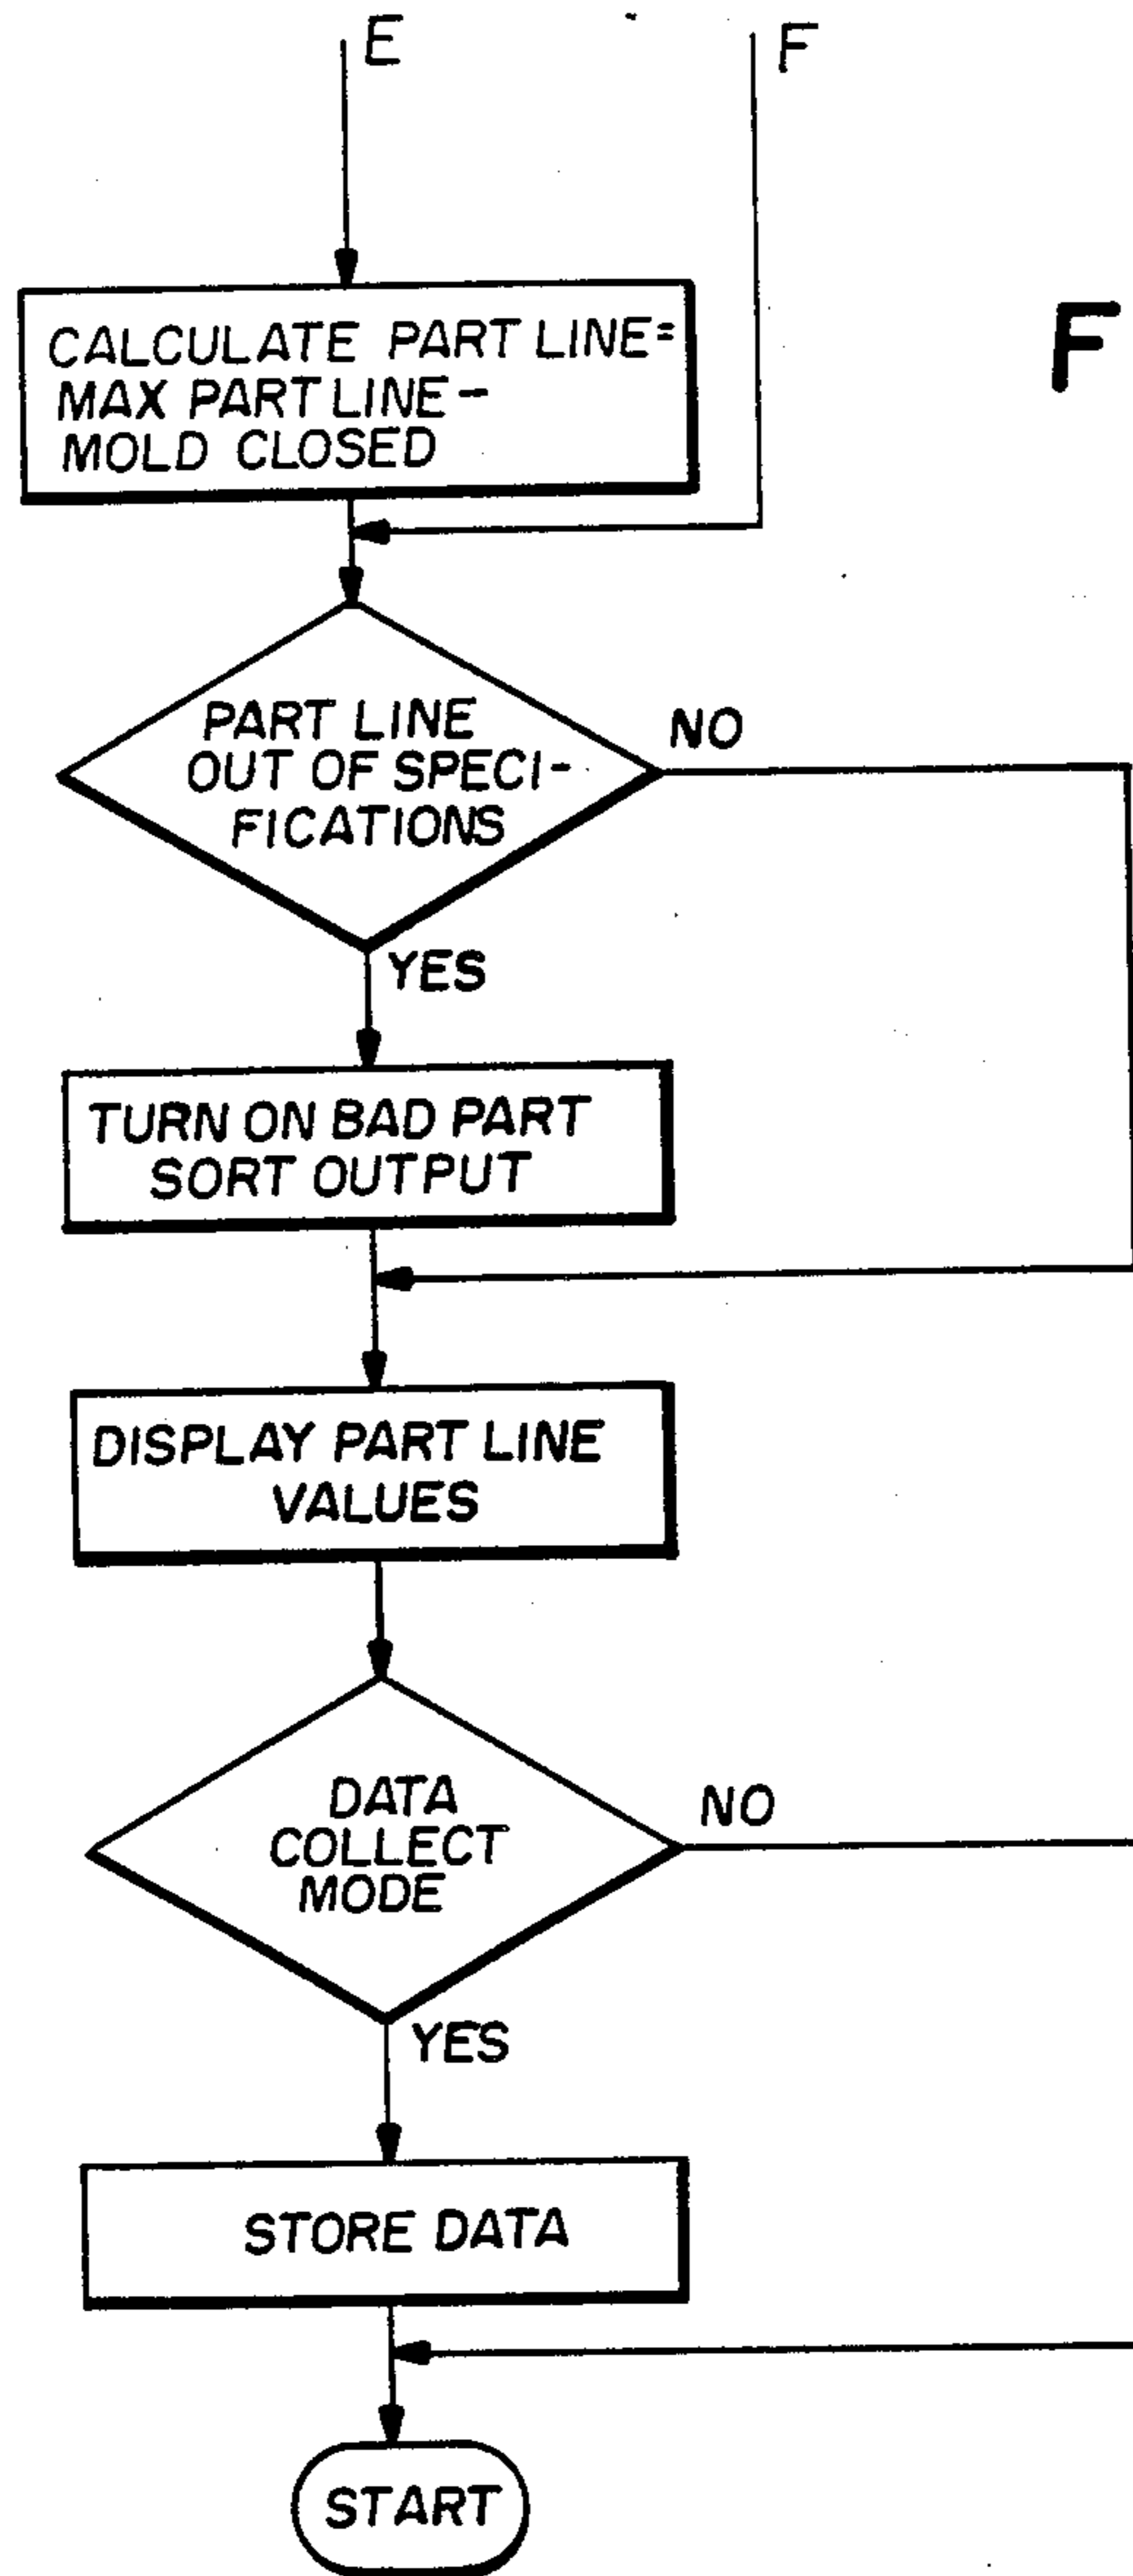 E
F
F
CALCULATE PART LINE=
MAX PART LINE-
MOLD CLOSED
PART LINE
OUT OF SPECI-
FICATIONS
NO
YES
TURN ON BAD PART
SORT OUTPUT
DISPLAY PART LINE
VALUES
DATA
COLLECT
MODE
NO
YES
STORE DATA
START